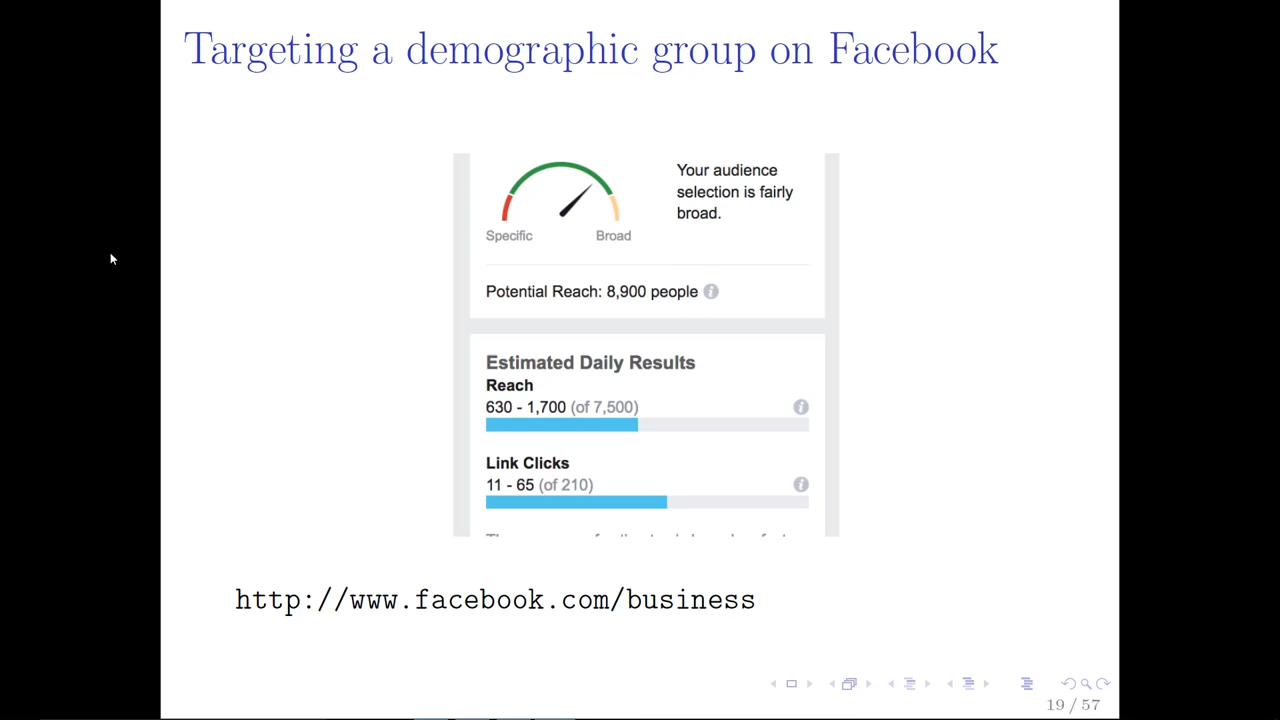 Targeting a demographic group on Facebook
Your audience
selection is fairly
broad.
Specific
Broad
Potential Reach: 8,900 people
Estimated Daily Results
Reach
630 - 1,700 (of 7,500)
Link Clicks
11 - 65 (of 210)
http://www.facebook.com/business
19 / 57